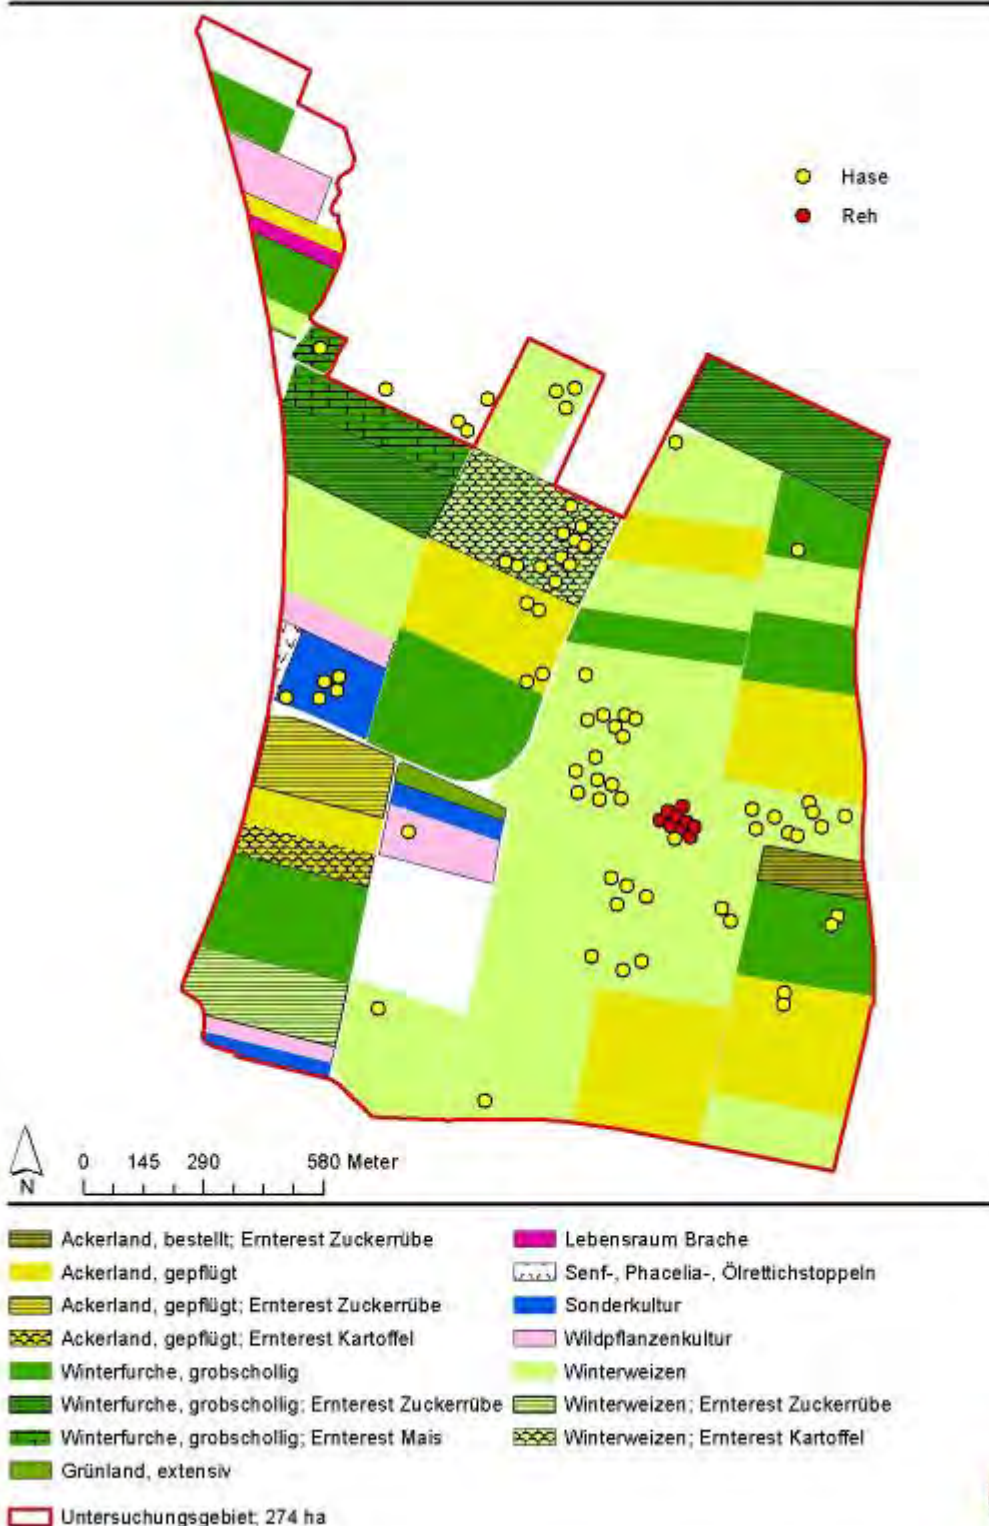 Hase
Reh
N
0 145 290 580 Meter
Ackerland, bestellt; Ernterest Zuckerrübe
Ackerland, gepflügt
Ackerland, gepflügt; Ernterest Zuckerrübe
Ackerland, gepflügt; Ernterest Kartoffel
Winterfurche, grobschollig
Winterfurche, grobschollig; Ernterest Zuckerrübe
Winterfurche, grobschollig; Ernterest Mais
Grünland, extensiv
Untersuchungsgebiet; 274 ha
Lebensraum Brache
Senf-, Phacelia-, Ölrettichstoppeln
Sonderkultur
Wildpflanzenkultur
Winterweizen
Winterweizen; Ernterest Zuckerrübe
Winterweizen; Ernterest Kartoffel